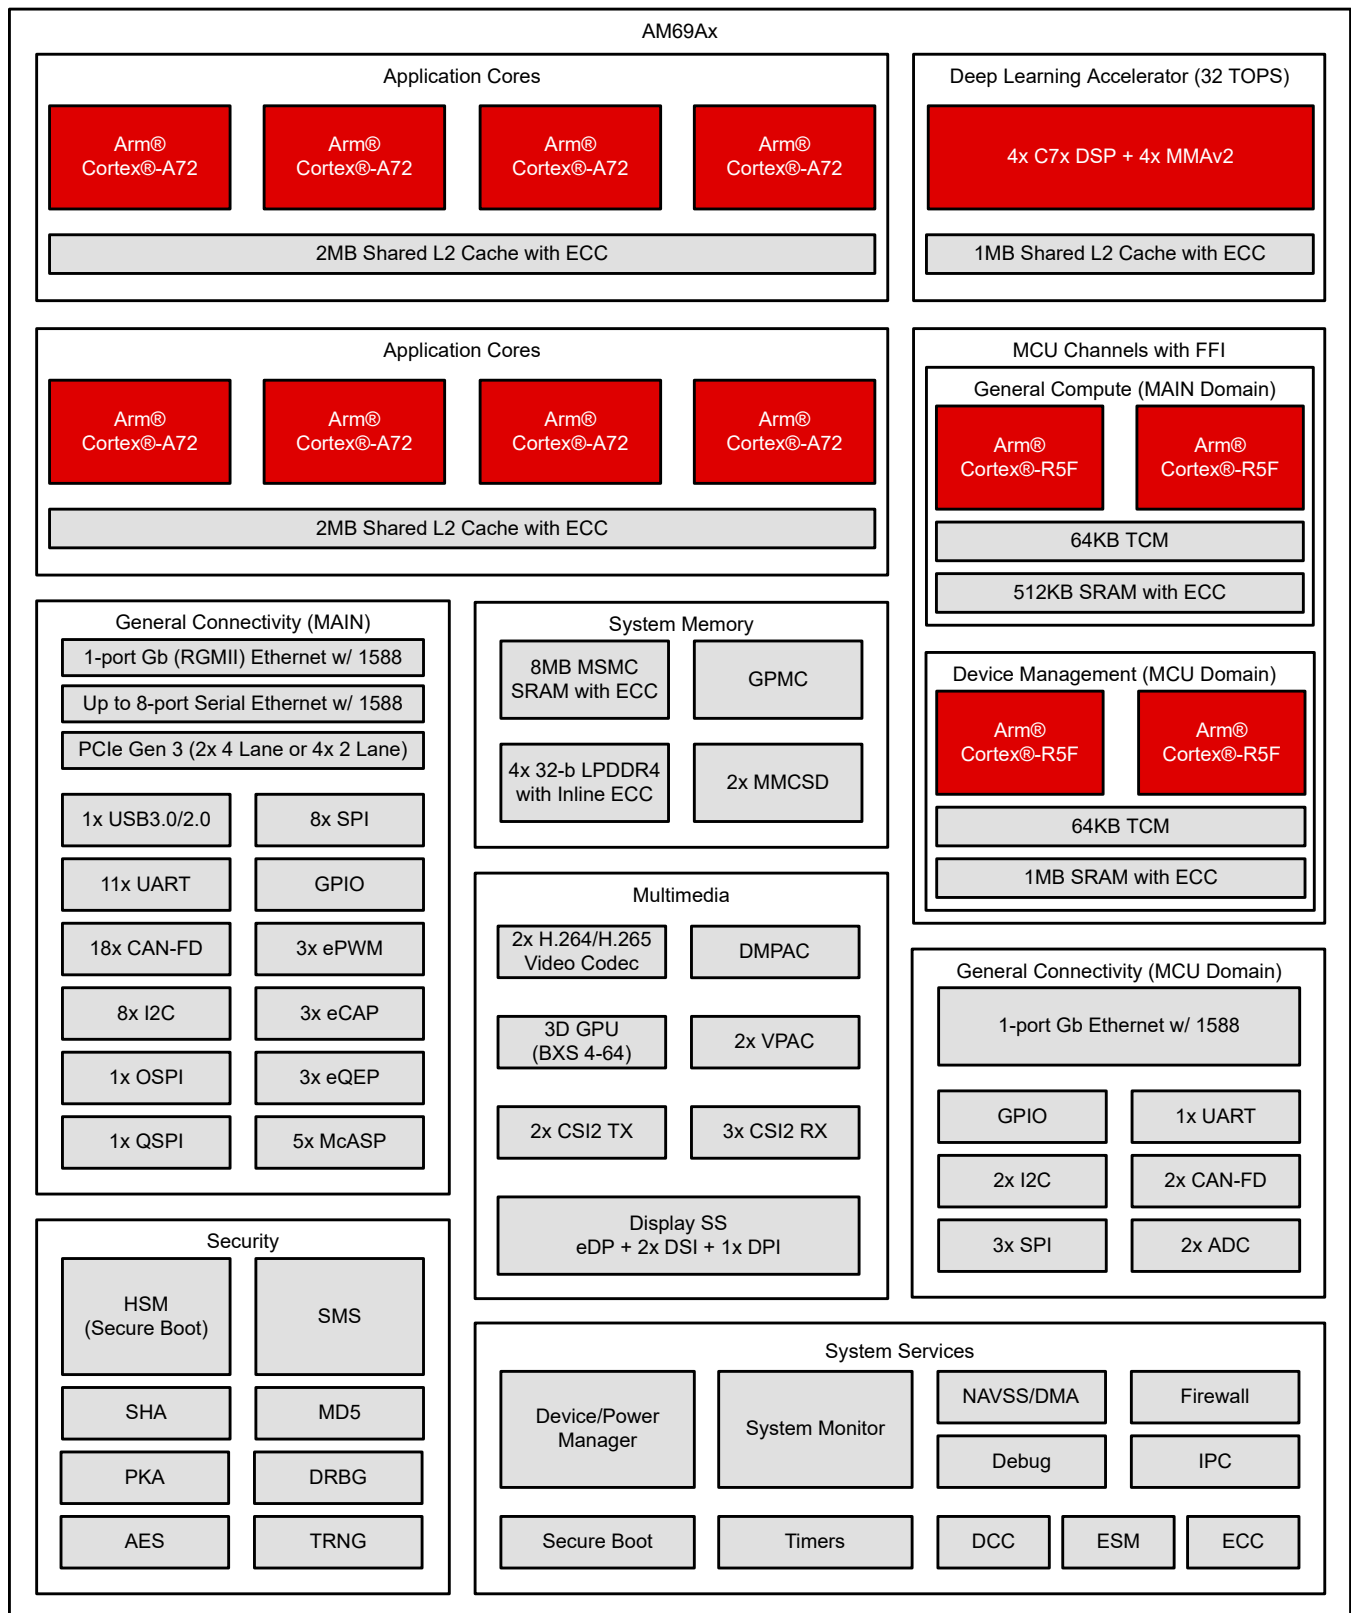 AM69Ax
Application Cores
Arm®
Cortex®-A72
Arm®
Cortex®-A72
Arm®
Cortex®-A72
Arm®
Cortex®-A72
2MB Shared L2 Cache with ECC
Deep Learning Accelerator (32 TOPS)
4x C7x DSP + 4x MMAv2
1MB Shared L2 Cache with ECC
Application Cores
Arm®
Cortex®-A72
Arm®
Cortex®-A72
Arm®
Cortex®-A72
Arm®
Cortex®-A72
2MB Shared L2 Cache with ECC
MCU Channels with FFI
General Compute (MAIN Domain)
Arm®
Cortex®-R5F
Arm®
Cortex®-R5F
64KB TCM
512KB SRAM with ECC
Device Management (MCU Domain)
Arm®
Cortex®-R5F
Arm®
Cortex®-R5F
64KB TCM
1MB SRAM with ECC
General Connectivity (MAIN)
1-port Gb (RGMII) Ethernet w/ 1588
Up to 8-port Serial Ethernet w/ 1588
PCIe Gen 3 (2x 4 Lane or 4x 2 Lane)
1x USB3.0/2.0
8x SPI
11x UART
GPIO
18x CAN-FD
3x ePWM
8x I2C
3x eCAP
1x OSPI
3x eQEP
1x QSPI
5x McASP
System Memory
8MB MSMC
SRAM with ECC
GPMC
4x 32-b LPDDR4
with Inline ECC
2x MMCSD
Multimedia
2x H.264/H.265
Video Codec
DMPAC
3D GPU
(BXS 4-64)
2x VPAC
2x CSI2 TX
3x CSI2 RX
Display SS
eDP + 2x DSI + 1x DPI
General Connectivity (MCU Domain)
1-port Gb Ethernet w/ 1588
GPIO
1x UART
2x I2C
2x CAN-FD
3x SPI
2x ADC
Security
HSM
(Secure Boot)
SMS
SHA
MD5
PKA
DRBG
AES
TRNG
System Services
Device/Power
Manager
System Monitor
NAVSS/DMA
Firewall
Debug
IPC
Secure Boot
Timers
DCC
ESM
ECC